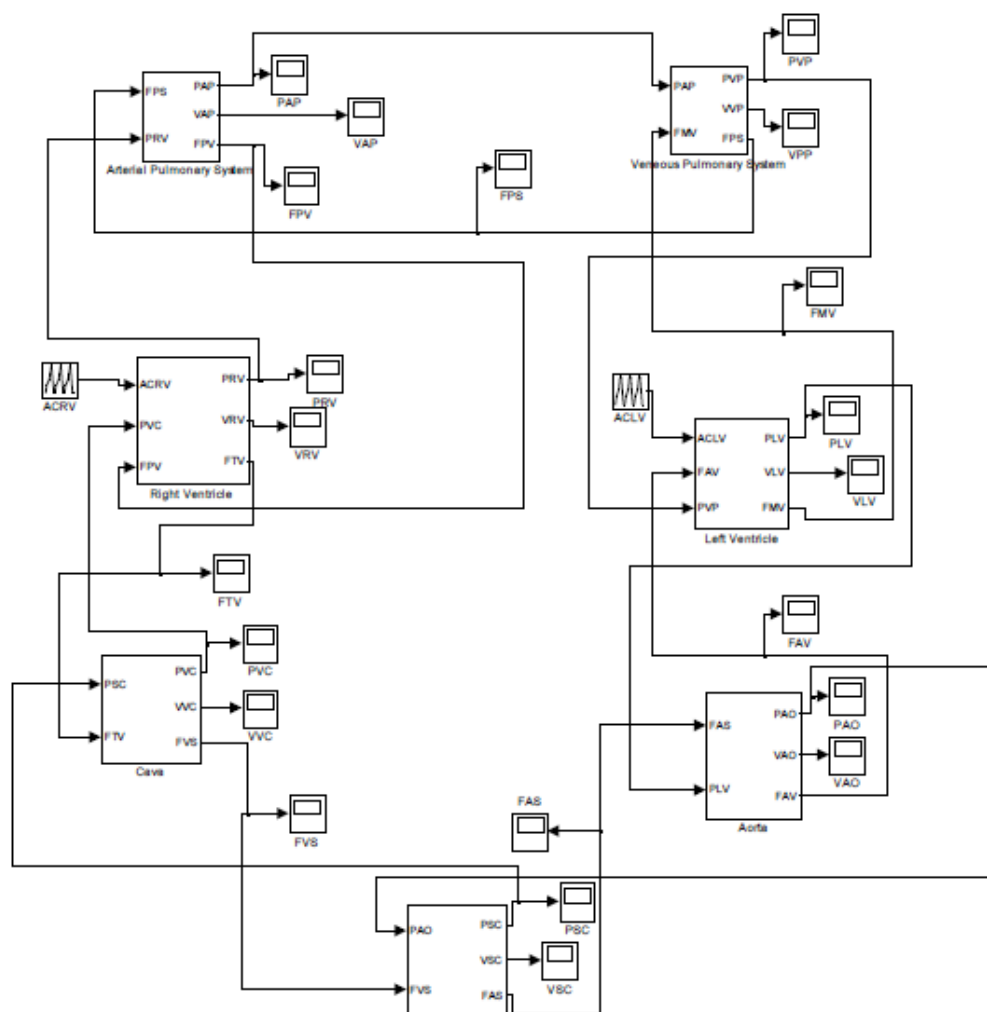 PVP
FPS
PRV
PAP
VAP
FPV
Arterial Pulmonary System
PAP
VAP
FPV
FPS
PAP
FMV
PVP
VVP
FPS
Veneous Pulmonary System
VPP
FMV
ACRV
ACRV
PVC
FPV
PRV
VRV
FTV
Right Ventricle
PRV
VRV
ACLV
ACLV
FAV
PVP
PLV
VLV
FMV
Left Ventricle
PLV
VLV
FTV
FAV
PSC
FTV
PVC
VVC
FVS
Cava
PVC
VVC
FVS
FAS
PLV
PAO
VAO
FAV
Aorta
PAO
VAO
FAS
PAO
FVS
PSC
VSC
FAS
PSC
VSC